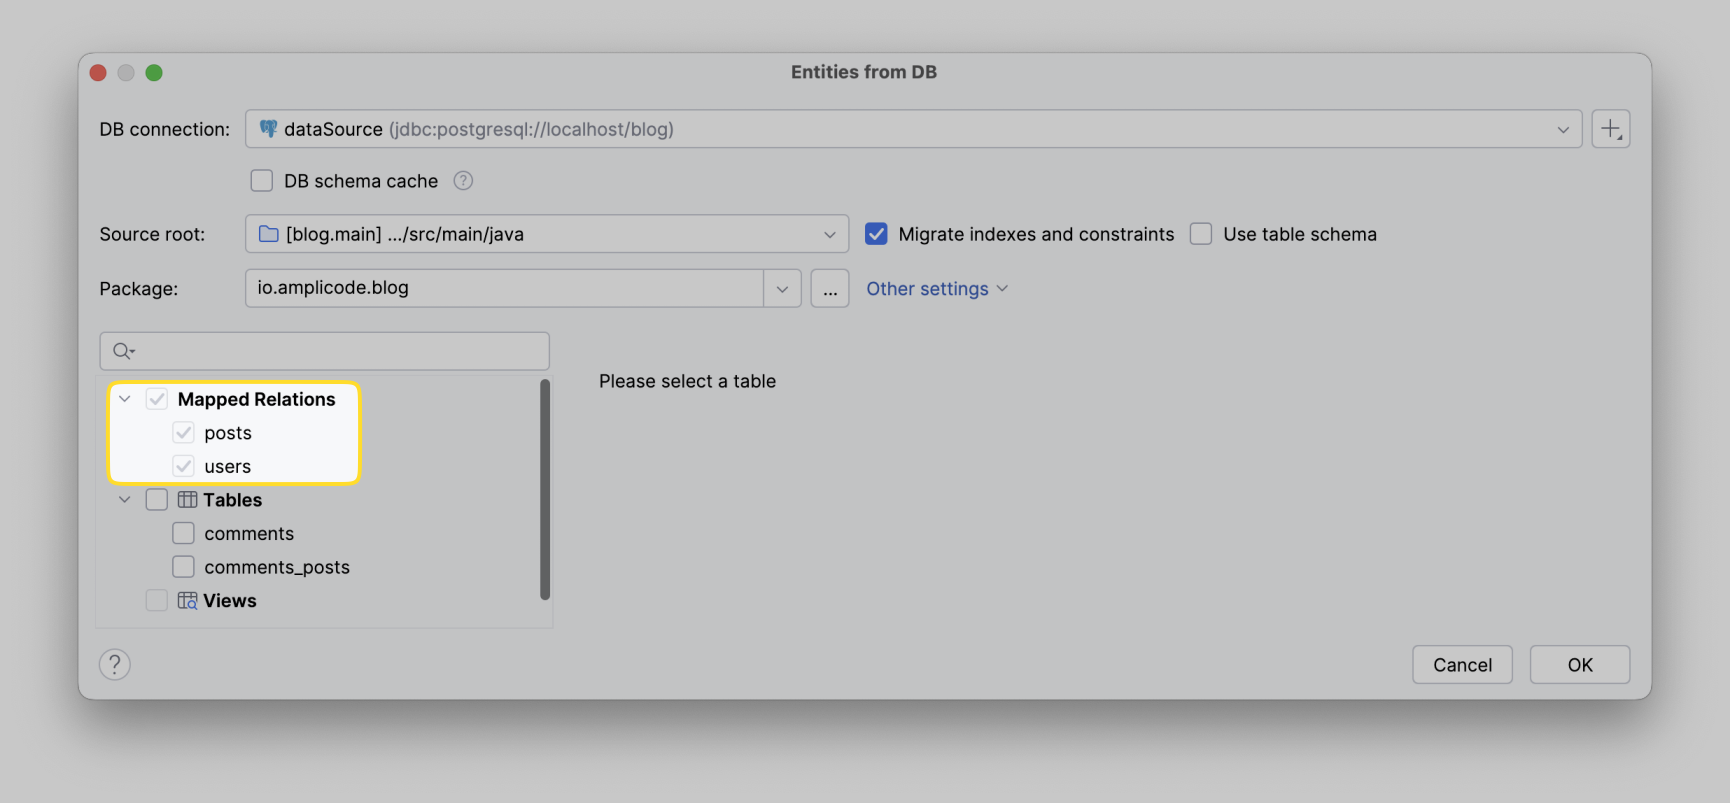 Entities from DB
DB connection: dataSource (jdbc:postgresql://localhost/blog)
DB schema cache ?
Source root: [blog.main] .../src/main/java Migrate indexes and constraints Use table schema
Package: io.amplicode.blog ... Other settings
Please select a table
Mapped Relations
posts
users
Tables
comments
comments_posts
Views
? Cancel OK